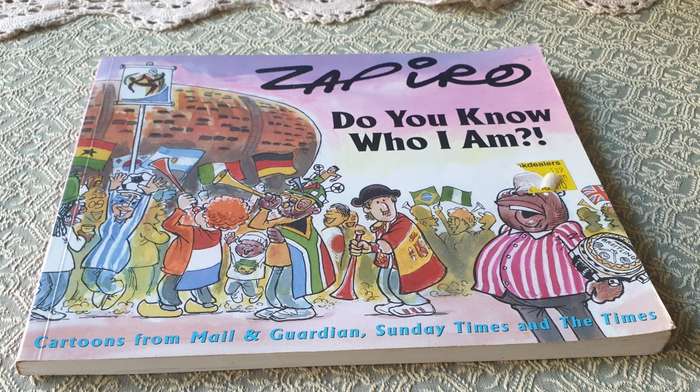 ZAPiRO
Do You Know
Who I Am?!
Cartoons from Mail & Guardian, Sunday Times and The Times